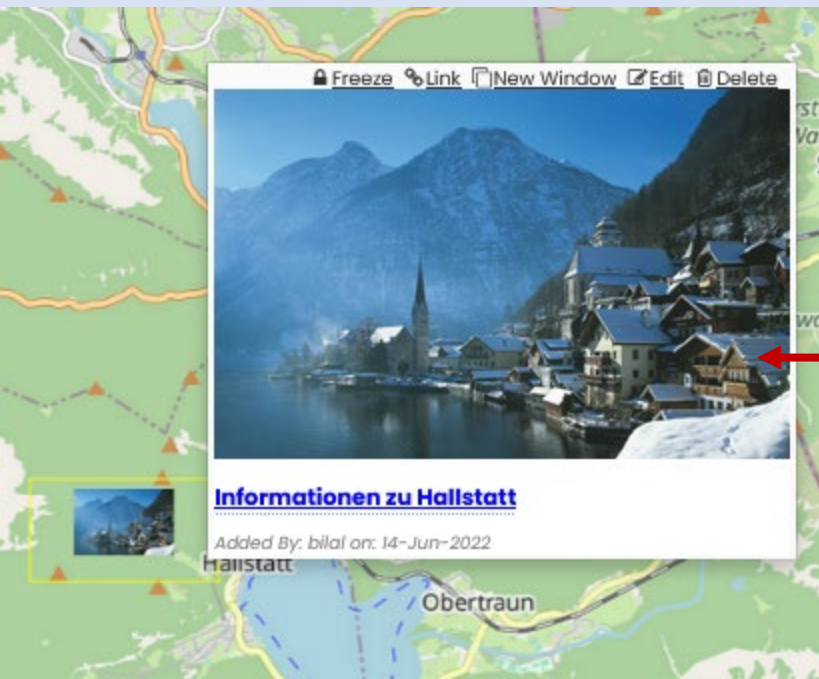 Freeze Link New Window Edit Delete
Informationen zu Hallstatt
Added By: bilal on: 14-Jun-2022
Hallstatt
Obertraun